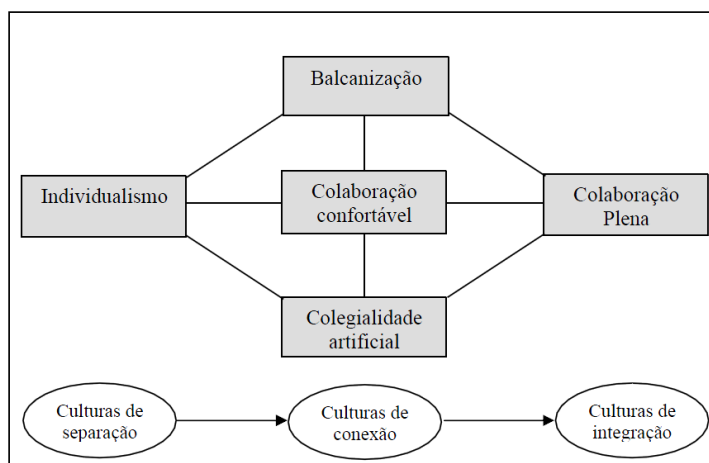 Balcanização
Individualismo
Colaboração
confortável
Colaboração
Plena
Colegialidade
artificial
Culturas de
separação
Culturas de
conexão
Culturas de
integração